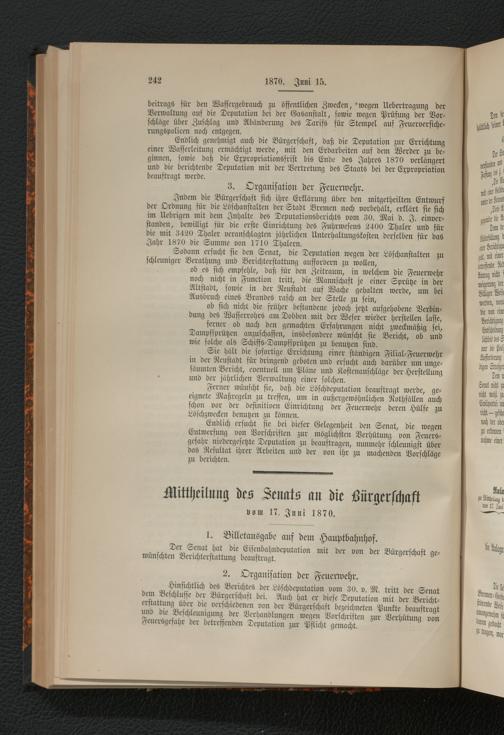 242
1870. Juni 15.
beitrags für den Wassergebrauch zu öffentlichen Zwecken, wegen Uebertragung der
Verwaltung auf die Deputation bei der Gasanstalt, sowie wegen Prüfung der Vor-
schläge über Zuschlag und Abänderung des Tarifs für Stempel auf Feuerversiche-
rungspolicen noch entgegen.
Endlich genehmigt auch die Bürgerschaft, daß die Deputation zur Errichtung
einer Wasserleitung ermächtigt werde, mit den Erdarbeiten auf dem Werder zu be-
ginnen, sowie daß die Expropriationsfrist bis Ende des Jahres 1870 verlängert
und die berichtende Deputation mit der Vertretung des Staats bei der Expropriation
beauftragt werde.
3. Organisation der Feuerwehr.
Indem die Bürgerschaft sich ihre Erklärung über den mitgetheilten Entwurf
der Ordnung für die Löschanstalten der Stadt Bremen noch vorbehält, erklärt sie sich
im Uebrigen mit dem Inhalte des Deputationsberichts vom 30. Mai d. J. einver-
standen, bewilligt für die erste Einrichtung des Fuhrwesens 2400 Thaler und für
die mit 3420 Thaler veranschlagten jährlichen Unterhaltungskosten derselben für das
Jahr 1870 die Summe von 1710 Thalern.
Sodann ersucht sie den Senat, die Deputation wegen der Löschanstalten zu
schleuniger Berathung und Berichterstattung auffordern zu wollen,
ob es sich empfehle, daß für den Zeitraum, in welchem die Feuerwehr
noch nicht in Function tritt, die Mannschaft je einer Sprütze in der
Altstadt, sowie in der Neustadt auf Wache gehalten werde, um bei
Ausbruch eines Brandes rasch an der Stelle zu sein,
ob sich nicht die früher bestandene jedoch jetzt aufgehobene Verbin-
dung des Wasserrohrs am Dobben mit der Weser wieder herstellen lasse,
ferner ob nach den gemachten Erfahrungen nicht zweckmäßig sei,
Dampfsprützen anzuschaffen, insbesondere wünscht sie Bericht, ob und
wie solche als Schiffs-Dampfsprützen zu benutzen sind.
Sie hält die sofortige Errichtung einer ständigen Filial-Feuerwehr
in der Neustadt für dringend geboten und ersucht auch darüber um unge-
säumten Bericht, eventuell um Pläne und Kostenanschläge der Herstellung
und der jährlichen Verwaltung einer solchen.
Ferner wünscht sie, daß die Löschdeputation beauftragt werde, ge-
eignete Maßregeln zu treffen, um in außergewöhnlichen Nothfällen auch
schon vor der definitiven Einrichtung der Feuerwehr deren Hülfe zu
Löschzwecken benutzen zu können.
Endlich ersucht sie bei dieser Gelegenheit den Senat, die wegen
Entwerfung von Vorschriften zur möglichsten Verhütung von Feuers-
gefahr niedergesetzte Deputation zu beauftragen, nunmehr schleunigst über
das Resultat ihrer Arbeiten und der von ihr zu machenden Vorschläge
zu berichten.
Mittheilung des Senats an die Bürgerschaft
vom 17. Juni 1870.
1. Billetausgabe auf dem Hauptbahnhof.
Der Senat hat die Eisenbahndeputation mit der von der Bürgerschaft ge-
wünschten Berichterstattung beauftragt.
2. Organisation der Feuerwehr.
Hinsichtlich des Berichtes der Löschdeputation vom 30. v. M. tritt der Senat
dem Beschlusse der Bürgerschaft bei. Auch hat er diese Deputation mit der Bericht-
erstattung über die verschiedenen von der Bürgerschaft bezeichneten Punkte beauftragt
und die Beschleunigung der Verhandlungen wegen Vorschriften zur Verhütung von
Feuersgefahr der betreffenden Deputation zur Pflicht gemacht.